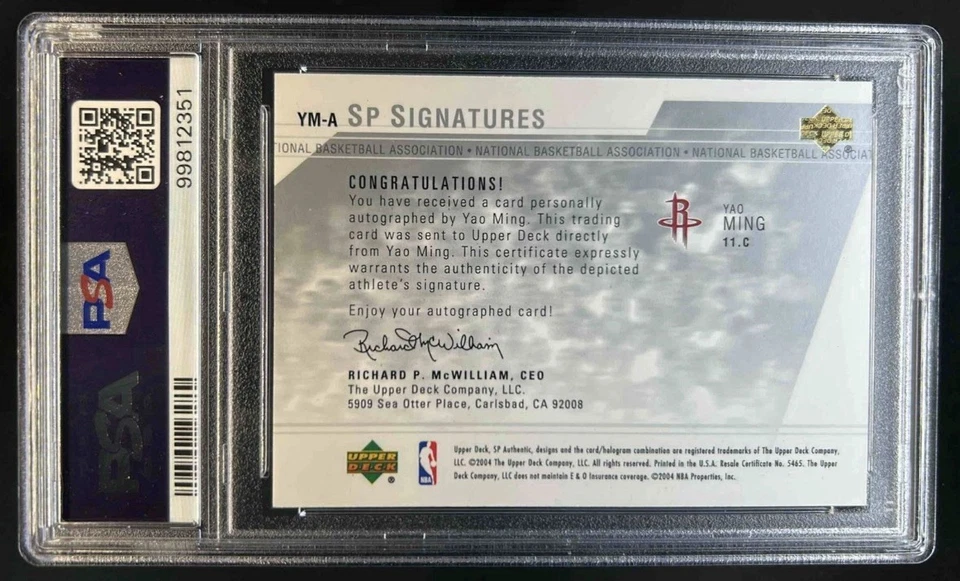 99812351
PSA
PSA
YM-A SP SIGNATURES
TIONAL BASKETBALL ASSOCIATION • NATIONAL BASKETBALL ASSOCIATION • NATIONAL BASKETBALL ASSOCIAT
CONGRATULATIONS!
You have received a card personally
autographed by Yao Ming. This trading
card was sent to Upper Deck directly
from Yao Ming. This certificate expressly
warrants the authenticity of the depicted
athlete's signature.
Enjoy your autographed card!
R
YAO
MING
11.C
Richard McWilliam
RICHARD P. McWILLIAM, CEO
The Upper Deck Company, LLC.
5909 Sea Otter Place, Carlsbad, CA 92008
UPPER
DECK
®
NBA
Upper Deck, SP Authentic, designs and the card/hologram combination are registered trademarks of The Upper Deck Company,
LLC. ©2004 The Upper Deck Company, LLC. All rights reserved. Printed in the U.S.A. Resale Certificate No. 5465. The Upper
Deck Company, LLC does not maintain E & O Insurance coverage. ©2004 NBA Properties, Inc.